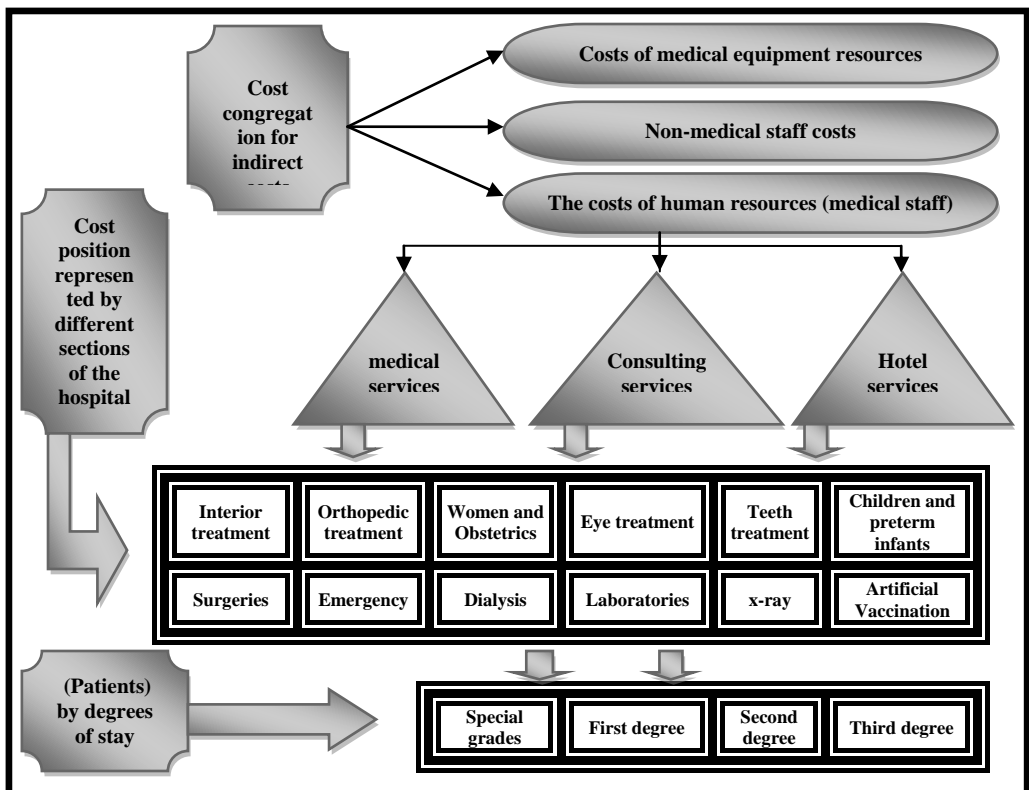 Cost
congregat
ion for
indirect
Costs of medical equipment resources
Non-medical staff costs
The costs of human resources (medical staff)
Cost
position
represen
ted by
different
sections
of the
hospital
medical
services
Consulting
services
Hotel
services
Interior
treatment
Orthopedic
treatment
Women and
Obstetrics
Eye treatment
Teeth
treatment
Children and
preterm
infants
Surgeries
Emergency
Dialysis
Laboratories
x-ray
Artificial
Vaccination
(Patients)
by degrees
of stay
Special
grades
First degree
Second
degree
Third degree